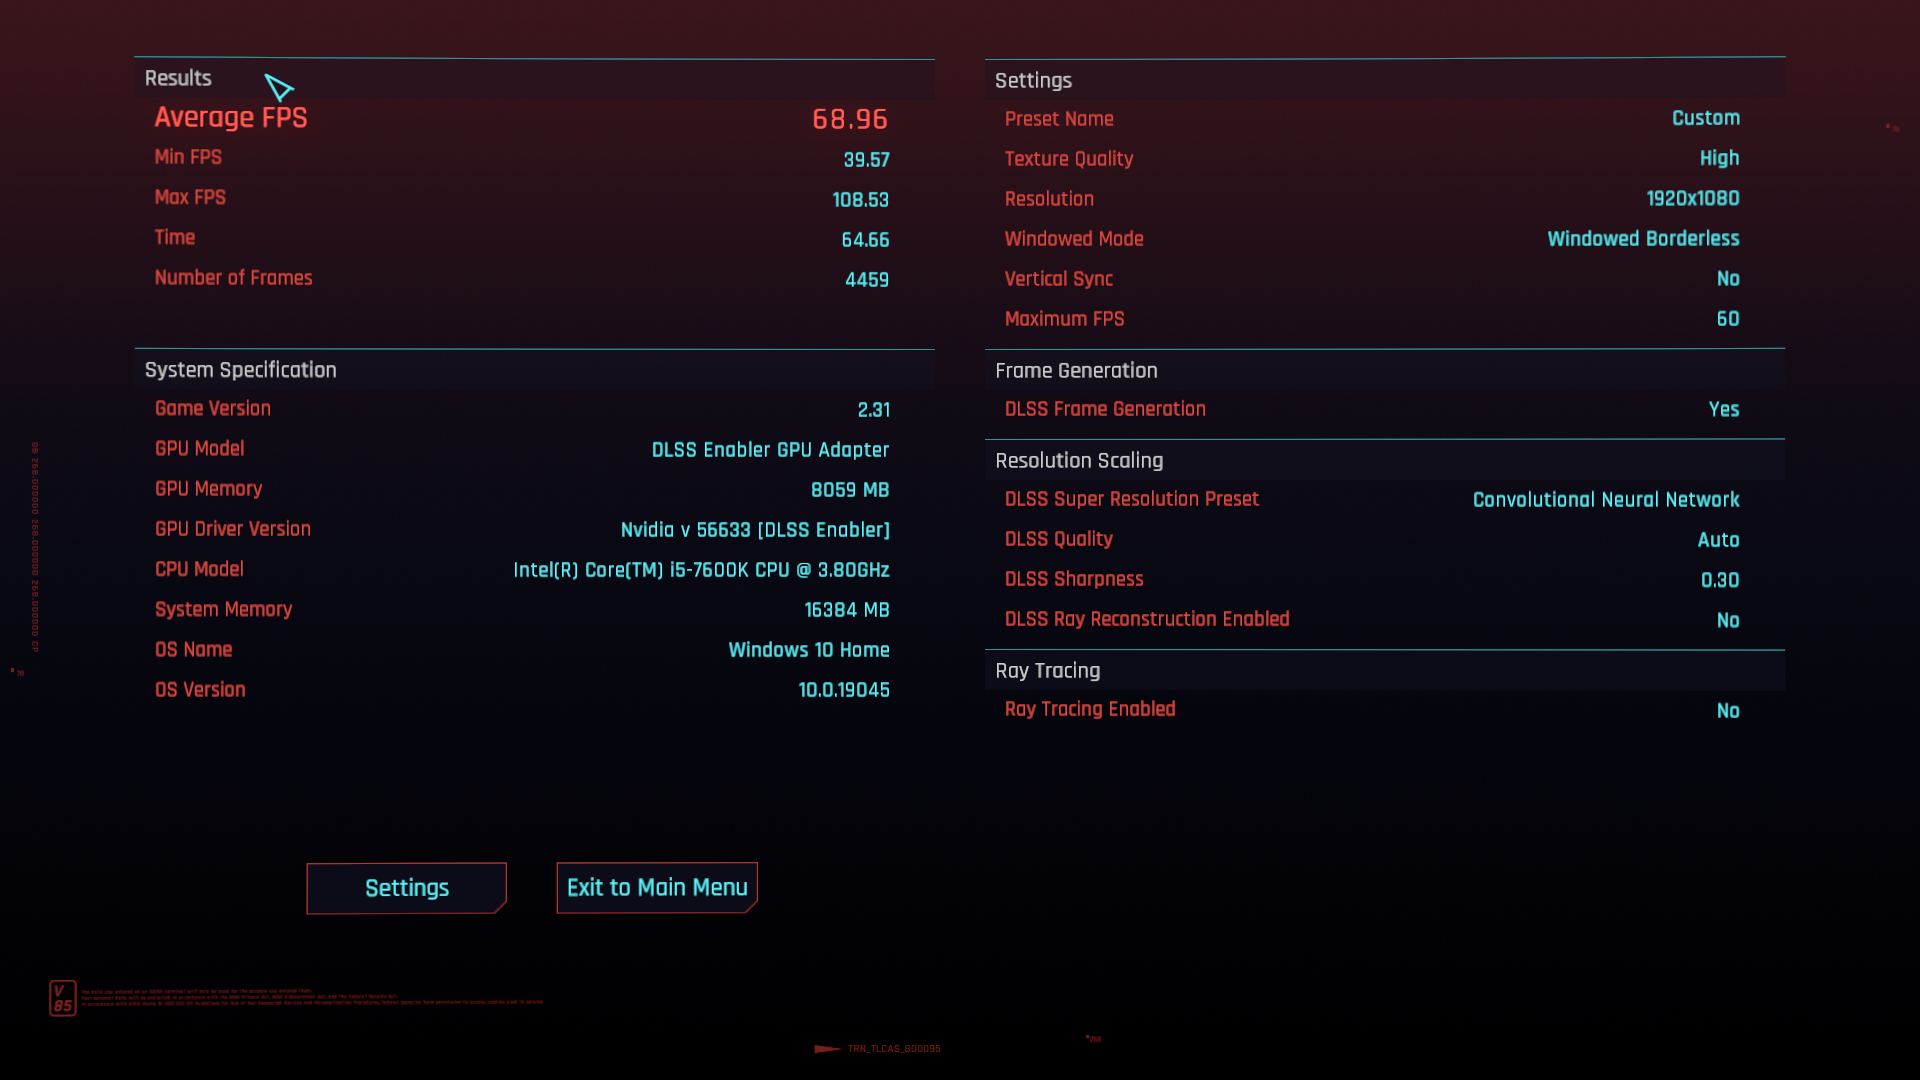 Results
Average FPS 68.96
Min FPS 39.57
Max FPS 108.53
Time 64.66
Number of Frames 4459
System Specification
Game Version 2.31
GPU Model DLSS Enabler GPU Adapter
GPU Memory 8059 MB
GPU Driver Version Nvidia v 56633 [DLSS Enabler]
CPU Model Intel(R) Core(TM) i5-7600K CPU @ 3.80GHz
System Memory 16384 MB
OS Name Windows 10 Home
OS Version 10.0.19045
Settings
Preset Name Custom
Texture Quality High
Resolution 1920x1080
Windowed Mode Windowed Borderless
Vertical Sync No
Maximum FPS 60
Frame Generation
DLSS Frame Generation Yes
Resolution Scaling
DLSS Super Resolution Preset Convolutional Neural Network
DLSS Quality Auto
DLSS Sharpness 0.30
DLSS Ray Reconstruction Enabled No
Ray Tracing
Ray Tracing Enabled No
Settings
Exit to Main Menu
V
85
TRN_TLCAS_800095